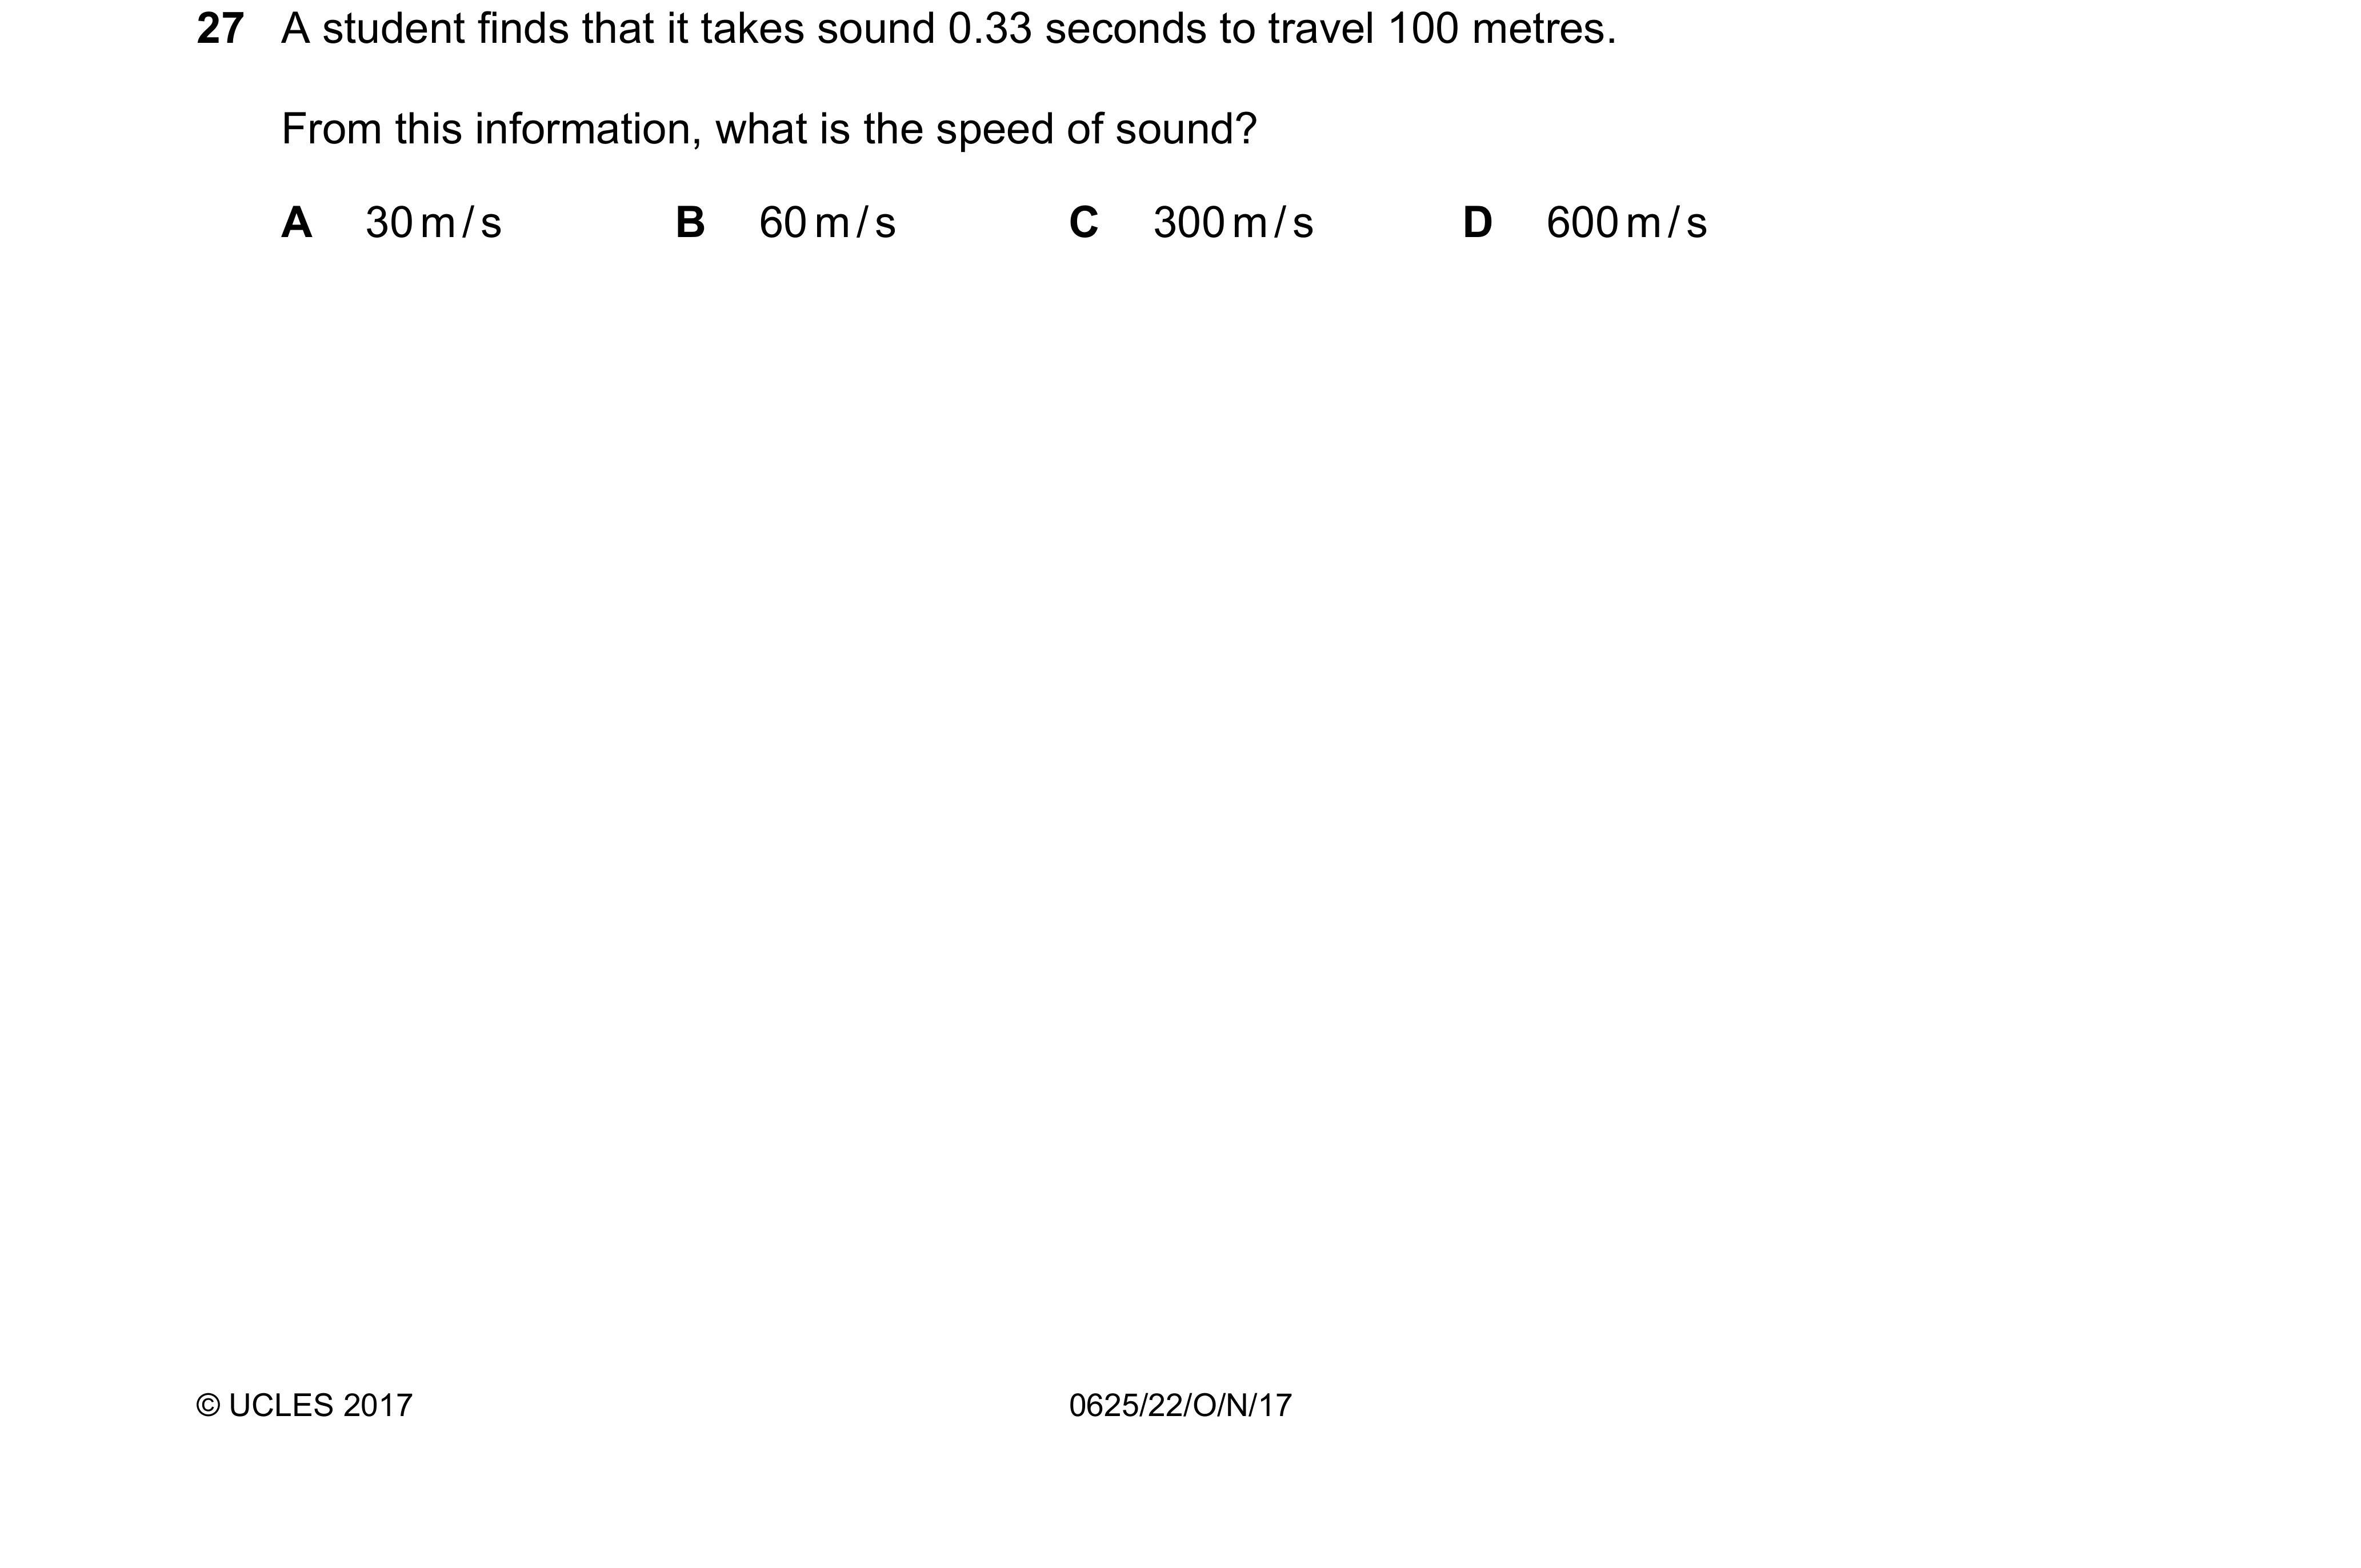 27 A student finds that it takes sound 0.33 seconds to travel 100 metres.
From this information, what is the speed of sound?
A 30 m / s B 60 m / s C 300 m / s D 600 m / s
© UCLES 2017 0625/22/O/N/17